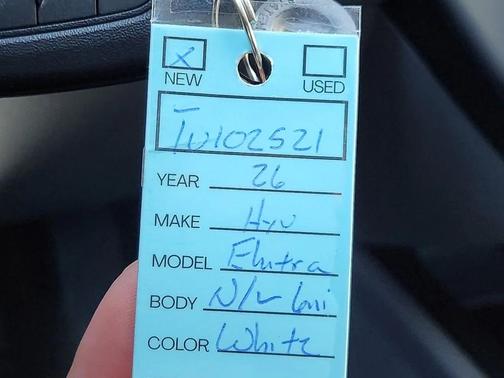 X
NEW USED
TU102521
YEAR 26
MAKE Hyu
MODEL Elntra
BODY N/L
COLOR White